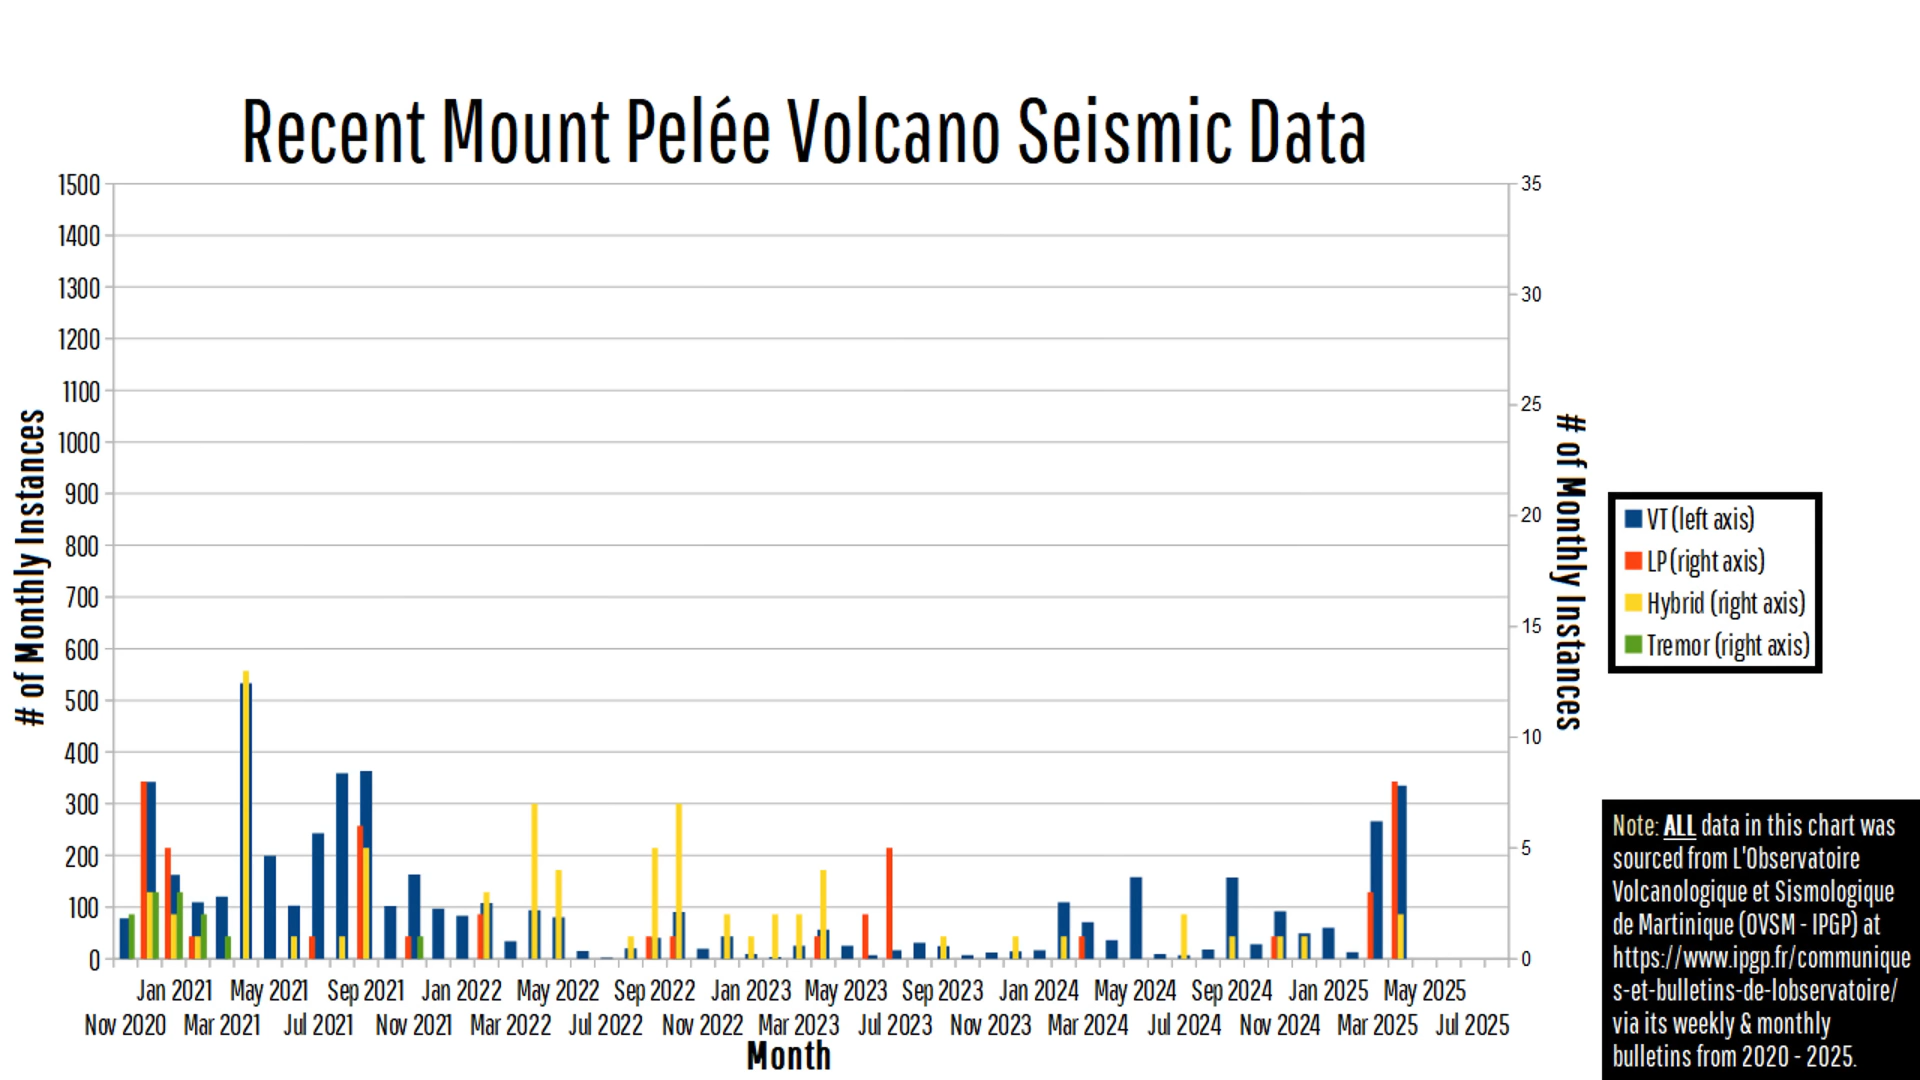 Recent Mount Pelée Volcano Seismic Data
# of Monthly Instances
1500
1400
1300
1200
1100
1000
900
800
700
600
500
400
300
200
100
0
35
30
25
20
15
10
5
0
# of Monthly Instances
Jan 2021 May 2021 Sep 2021 Jan 2022 May 2022 Sep 2022 Jan 2023 May 2023 Sep 2023 Jan 2024 May 2024 Sep 2024 Jan 2025 May 2025
Nov 2020 Mar 2021 Jul 2021 Nov 2021 Mar 2022 Jul 2022 Nov 2022 Mar 2023 Jul 2023 Nov 2023 Mar 2024 Jul 2024 Nov 2024 Mar 2025 Jul 2025
Month
VT (left axis)
LP (right axis)
Hybrid (right axis)
Tremor (right axis)
Note: ALL data in this chart was
sourced from L'Observatoire
Volcanologique et Sismologique
de Martinique (OVSM - IPGP) at
https://www.ipgp.fr/communique
s-et-bulletins-de-lobservatoire/
via its weekly & monthly
bulletins from 2020 - 2025.